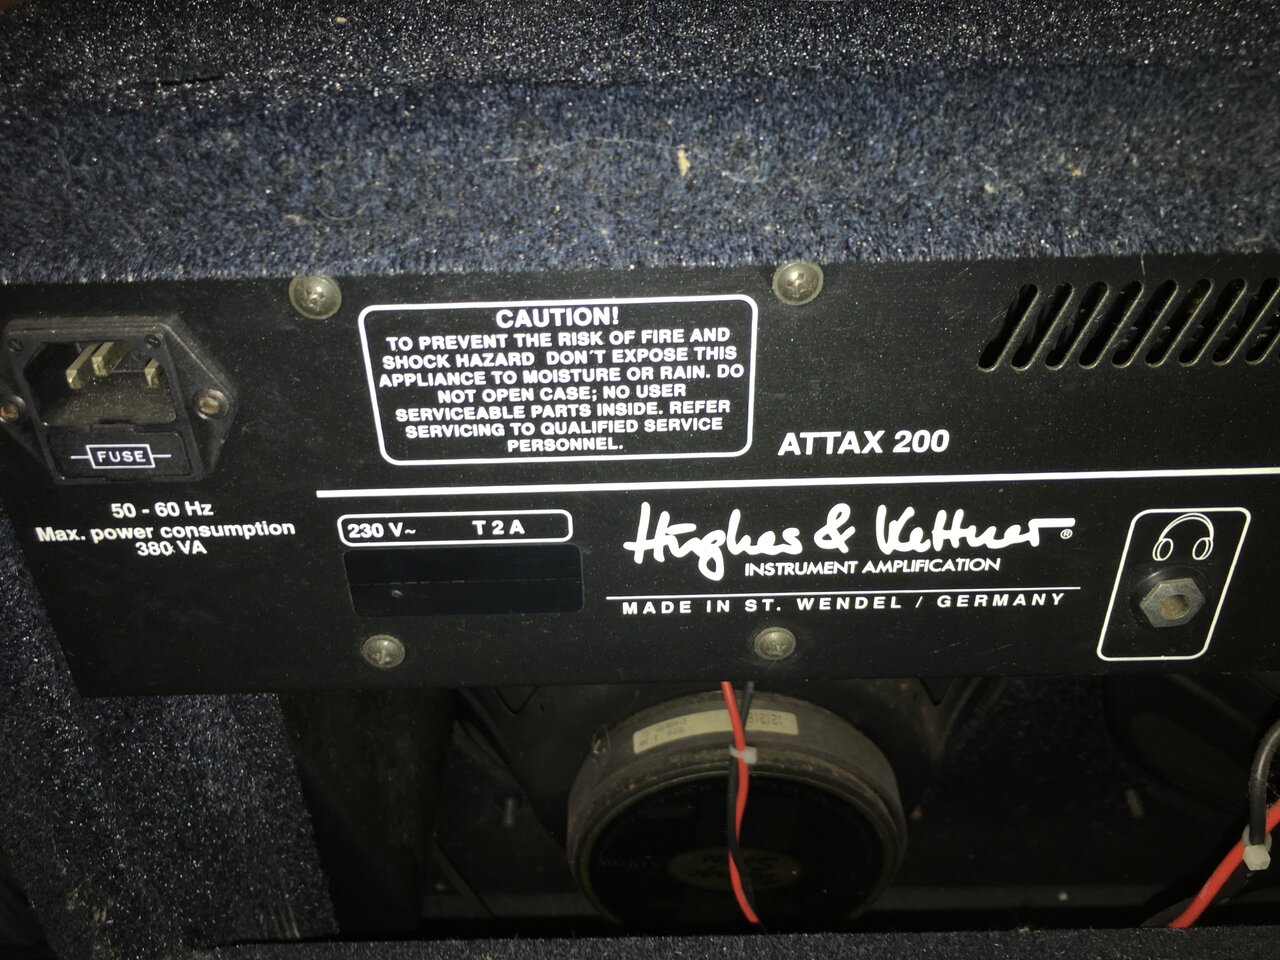 CAUTION!
TO PREVENT THE RISK OF FIRE AND
SHOCK HAZARD DON'T EXPOSE THIS
APPLIANCE TO MOISTURE OR RAIN. DO
NOT OPEN CASE; NO USER
SERVICEABLE PARTS INSIDE. REFER
SERVICING TO QUALIFIED SERVICE
PERSONNEL.
ATTAX 200
FUSE
50 - 60 Hz
Max. power consumption
380 VA
230 V~ T 2 A
Hughes & Kettner ®
INSTRUMENT AMPLIFICATION
MADE IN ST. WENDEL / GERMANY